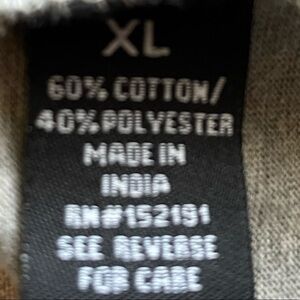 XL
60% COTTON/
40% POLYESTER
MADE IN
INDIA
RN#152191
SEE REVERSE
FOR CARE